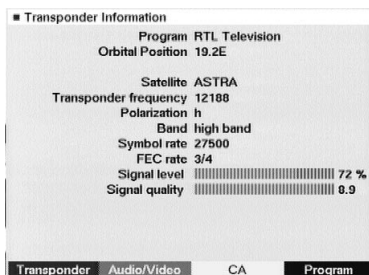 Transponder Information
Program RTL Television
Orbital Position 19.2E
Satellite ASTRA
Transponder frequency 12188
Polarization h
Band high band
Symbol rate 27500
FEC rate 3/4
Signal level 72 %
Signal quality 8.9
Transponder Audio/Video CA Program